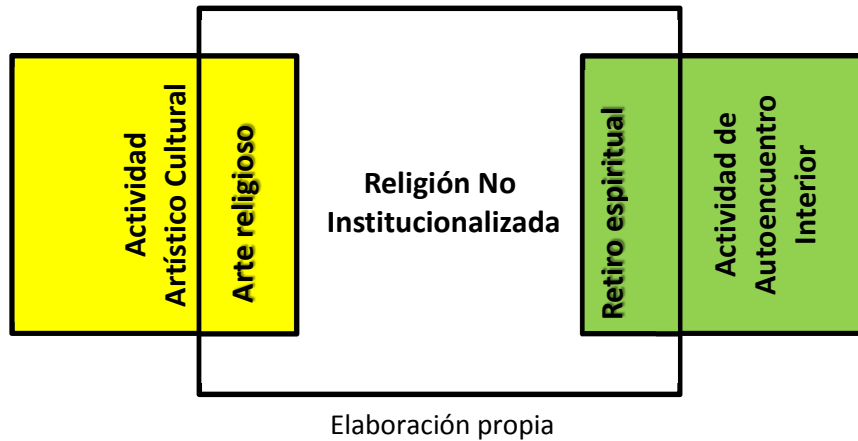 Actividad
Artístico Cultural
Arte religioso
Religión No
Institucionalizada
Retiro espiritual
Actividad de
Autoencuentro
Interior
Elaboración propia